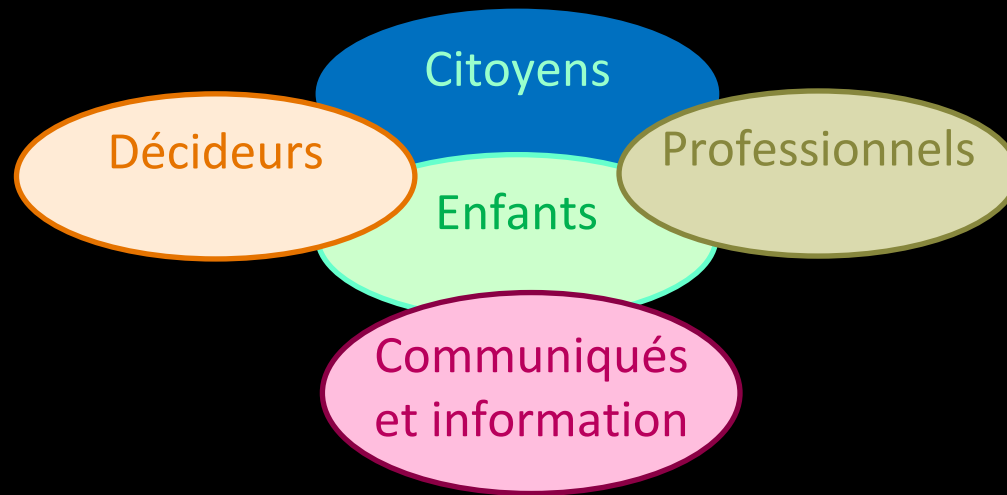 Citoyens
Décideurs
Professionnels
Enfants
Communiqués
et information